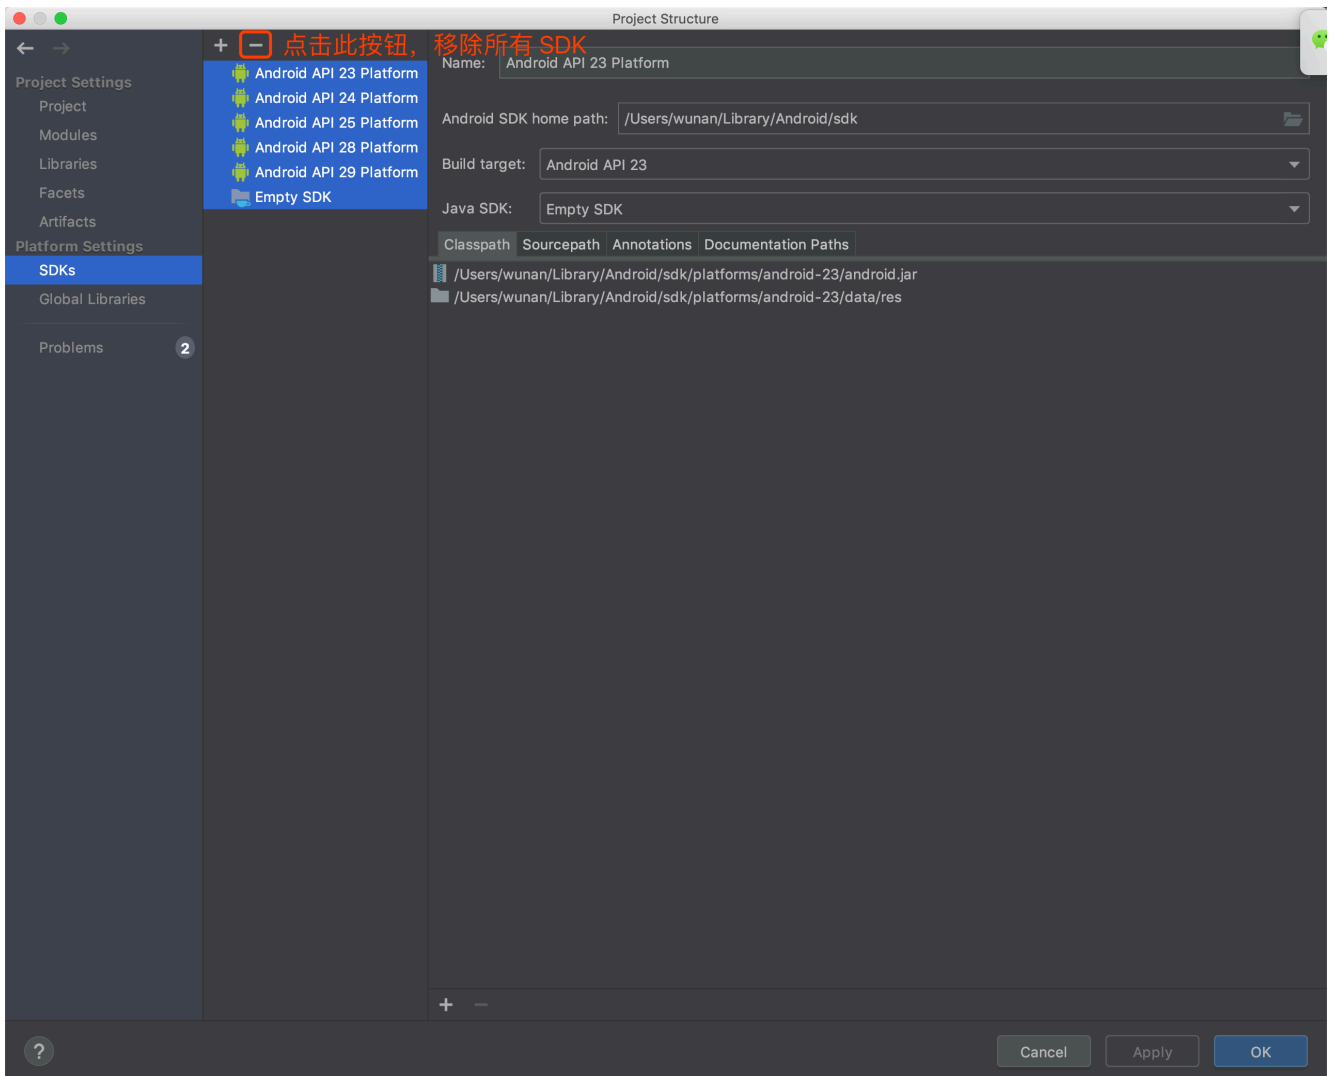 Project Structure
点击此按钮，移除所有 SDK
Project Settings
Project
Modules
Libraries
Facets
Artifacts
Platform Settings
SDKs
Global Libraries
Problems
2
Android API 23 Platform
Android API 24 Platform
Android API 25 Platform
Android API 28 Platform
Android API 29 Platform
Empty SDK
Name: Android API 23 Platform
Android SDK home path: /Users/wunan/Library/Android/sdk
Build target: Android API 23
Java SDK: Empty SDK
Classpath Sourcepath Annotations Documentation Paths
/Users/wunan/Library/Android/sdk/platforms/android-23/android.jar
/Users/wunan/Library/Android/sdk/platforms/android-23/data/res
?
Cancel Apply OK